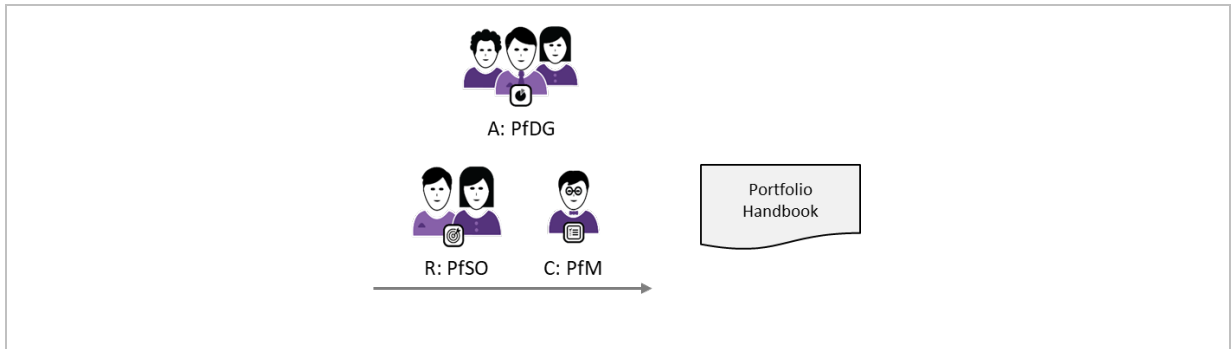 A: PfDG
Portfolio
Handbook
R: PfSO
C: PfM